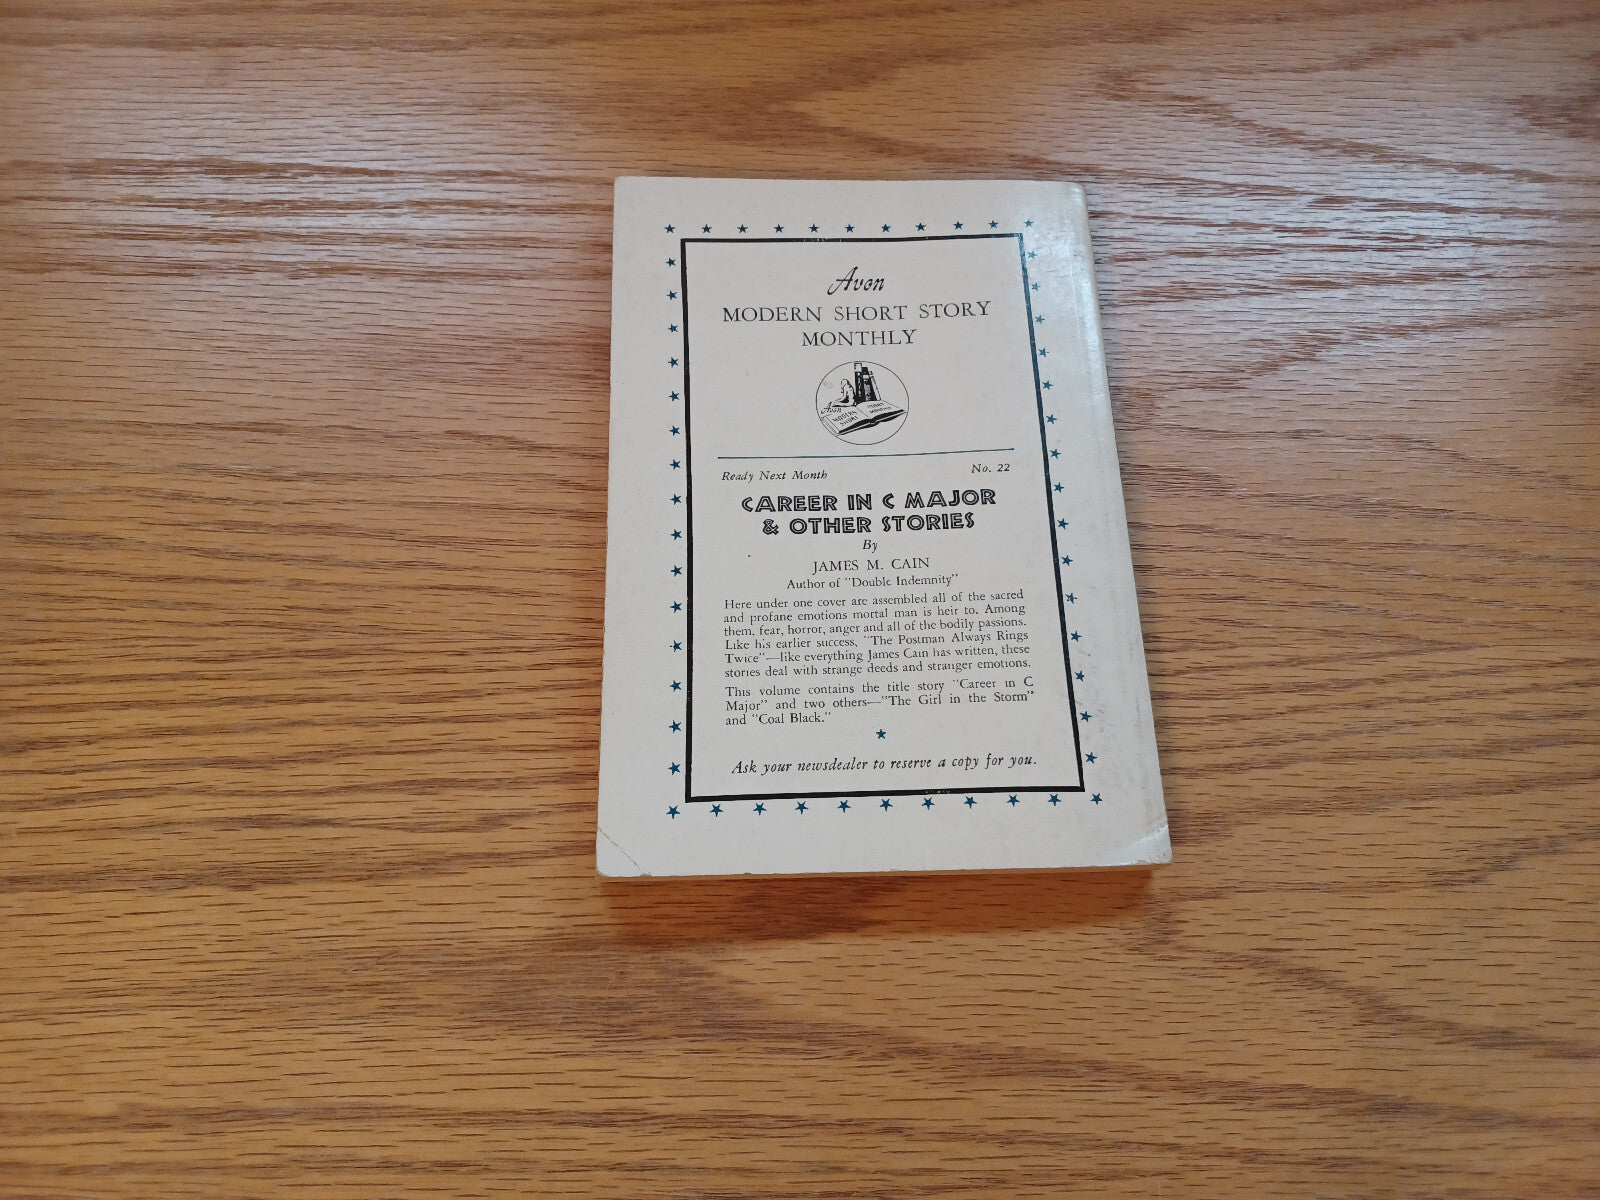 Avon
MODERN SHORT STORY
MONTHLY
Avon
MODERN
SHORT
STORY
MONTHLY
Ready Next Month No. 22
CAREER IN C MAJOR
& OTHER STORIES
By
JAMES M. CAIN
Author of "Double Indemnity"
Here under one cover are assembled all of the sacred
and profane emotions mortal man is heir to. Among
them, fear, horror, anger and all of the bodily passions.
Like his earlier success, "The Postman Always Rings
Twice"—like everything James Cain has written, these
stories deal with strange deeds and stranger emotions.
This volume contains the title story "Career in C
Major" and two others—"The Girl in the Storm"
and "Coal Black."
Ask your newsdealer to reserve a copy for you.